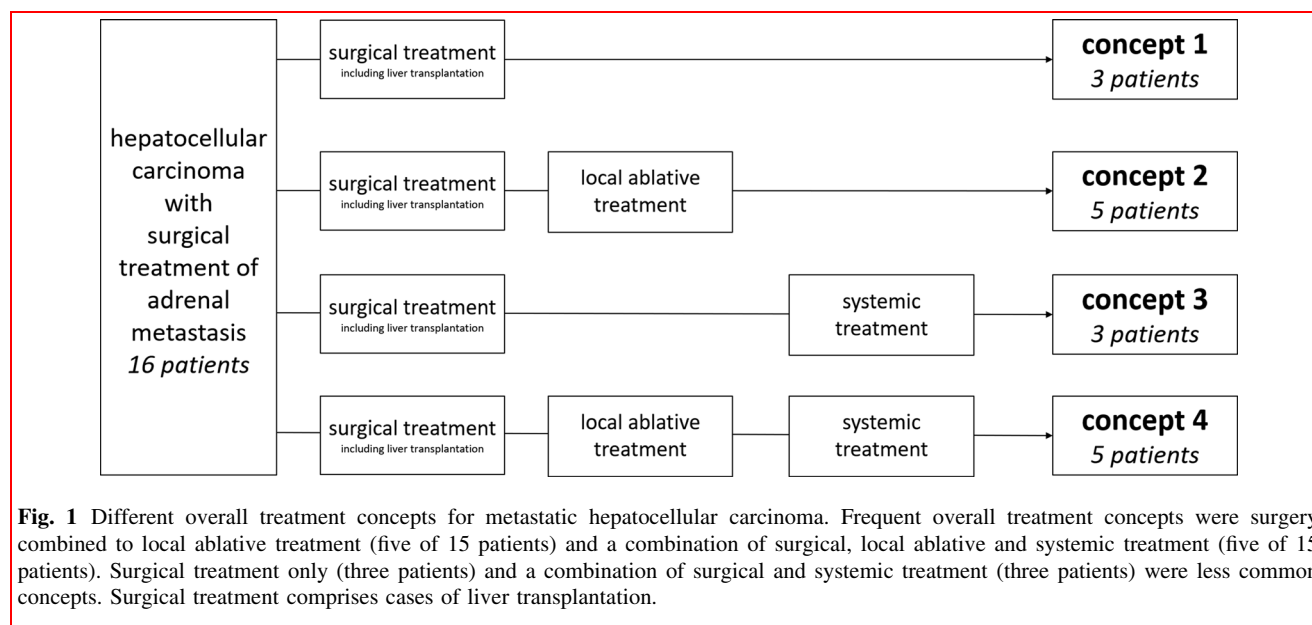 hepatocellular
carcinoma
with
surgical
treatment of
adrenal
metastasis
16 patients
surgical treatment
including liver transplantation
concept 1
3 patients
surgical treatment
including liver transplantation
local ablative
treatment
concept 2
5 patients
surgical treatment
including liver transplantation
systemic
treatment
concept 3
3 patients
surgical treatment
including liver transplantation
local ablative
treatment
systemic
treatment
concept 4
5 patients
Fig. 1 Different overall treatment concepts for metastatic hepatocellular carcinoma. Frequent overall treatment concepts were surgery
combined to local ablative treatment (five of 15 patients) and a combination of surgical, local ablative and systemic treatment (five of 15
patients). Surgical treatment only (three patients) and a combination of surgical and systemic treatment (three patients) were less common
concepts. Surgical treatment comprises cases of liver transplantation.